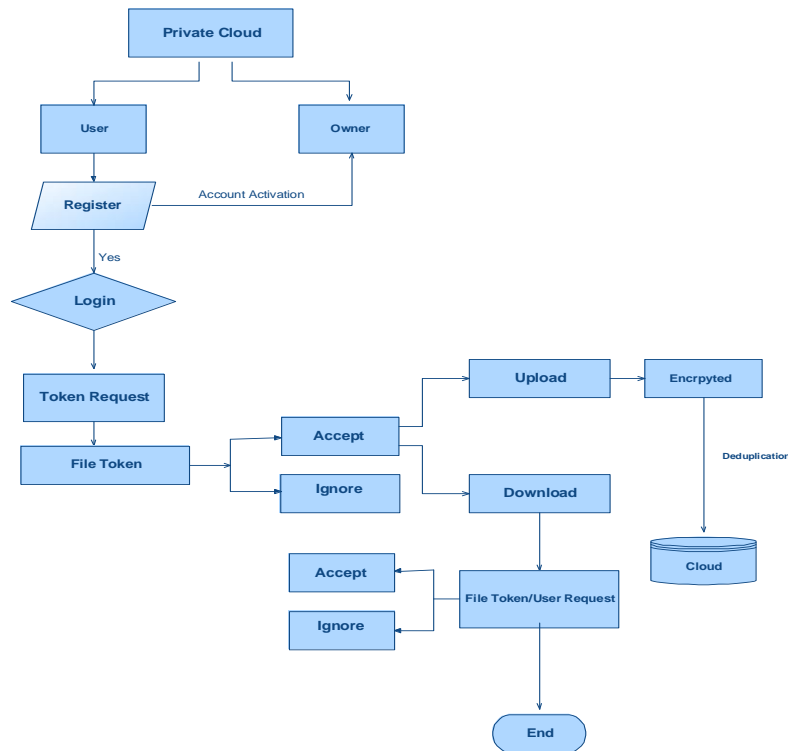 Private Cloud
User
Owner
Register
Account Activation
Yes
Login
Token Request
File Token
Accept
Ignore
Upload
Encrpyted
Download
Deduplication
Cloud
Accept
Ignore
File Token/User Request
End